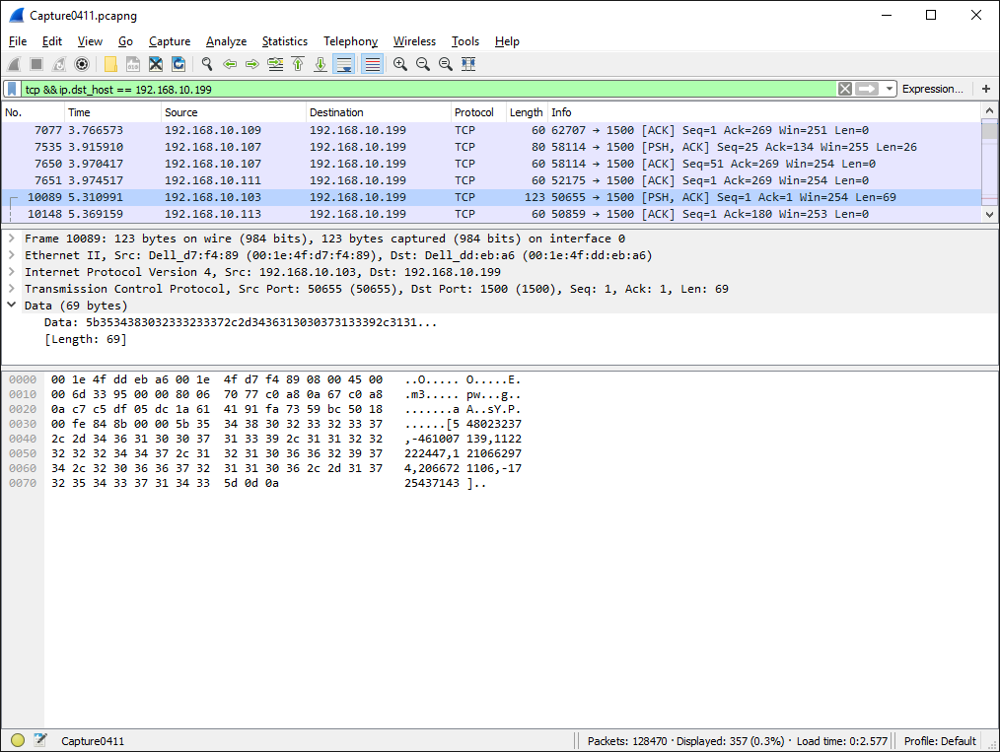 Capture0411.pcapng
File Edit View Go Capture Analyze Statistics Telephony Wireless Tools Help
tcp &&ip.dst_host == 192.168.10.199 Expression... +
No. Time Source Destination Protocol Length Info
7077 3.766573 192.168.10.109 192.168.10.199 TCP 60 62707 → 1500 [ACK] Seq=1 Ack=269 Win=251 Len=0
7535 3.915910 192.168.10.107 192.168.10.199 TCP 80 58114 → 1500 [PSH, ACK] Seq=25 Ack=134 Win=255 Len=26
7650 3.970417 192.168.10.107 192.168.10.199 TCP 60 58114 → 1500 [ACK] Seq=51 Ack=269 Win=254 Len=0
7651 3.974517 192.168.10.111 192.168.10.199 TCP 60 52175 → 1500 [ACK] Seq=1 Ack=269 Win=254 Len=0
10089 5.310991 192.168.10.103 192.168.10.199 TCP 123 50655 → 1500 [PSH, ACK] Seq=1 Ack=1 Win=254 Len=69
10148 5.369159 192.168.10.113 192.168.10.199 TCP 60 50859 → 1500 [ACK] Seq=1 Ack=180 Win=253 Len=0
Frame 10089: 123 bytes on wire (984 bits), 123 bytes captured (984 bits) on interface 0
Ethernet II, Src: Dell_d7:f4:89 (00:1e:4f:d7:f4:89), Dst: Dell_dd:eb:a6 (00:1e:4f:dd:eb:a6)
Internet Protocol Version 4, Src: 192.168.10.103, Dst: 192.168.10.199
Transmission Control Protocol, Src Port: 50655 (50655), Dst Port: 1500 (1500), Seq: 1, Ack: 1, Len: 69
Data (69 bytes)
Data: 5b3534383032333233372c2d3436313030373133392c3131...
[Length: 69]
0000 00 1e 4f dd eb a6 00 1e 4f d7 f4 89 08 00 45 00 ..O..... O.....E.
0010 00 6d 33 95 00 00 80 06 70 77 c0 a8 0a 67 c0 a8 .m3..... pw...g..
0020 0a c7 c5 df 05 dc 1a 61 41 91 fa 73 59 bc 50 18 .......a A..sY.P.
0030 00 fe 84 8b 00 00 5b 35 34 38 30 32 33 32 33 37 ......[5 48023237
0040 2c 2d 34 36 31 30 30 37 31 33 39 2c 31 31 32 32 ,-461007 139,1122
0050 32 32 32 34 34 37 2c 31 32 31 30 36 36 32 39 37 222447,1 21066297
0060 34 2c 32 30 36 36 37 32 31 31 30 36 2c 2d 31 37 4,206672 1106,-17
0070 32 35 34 33 37 31 34 33 5d 0d 0a 25437143 ]..
Capture0411 Packets: 128470 · Displayed: 357 (0.3%) · Load time: 0:2.577 Profile: Default